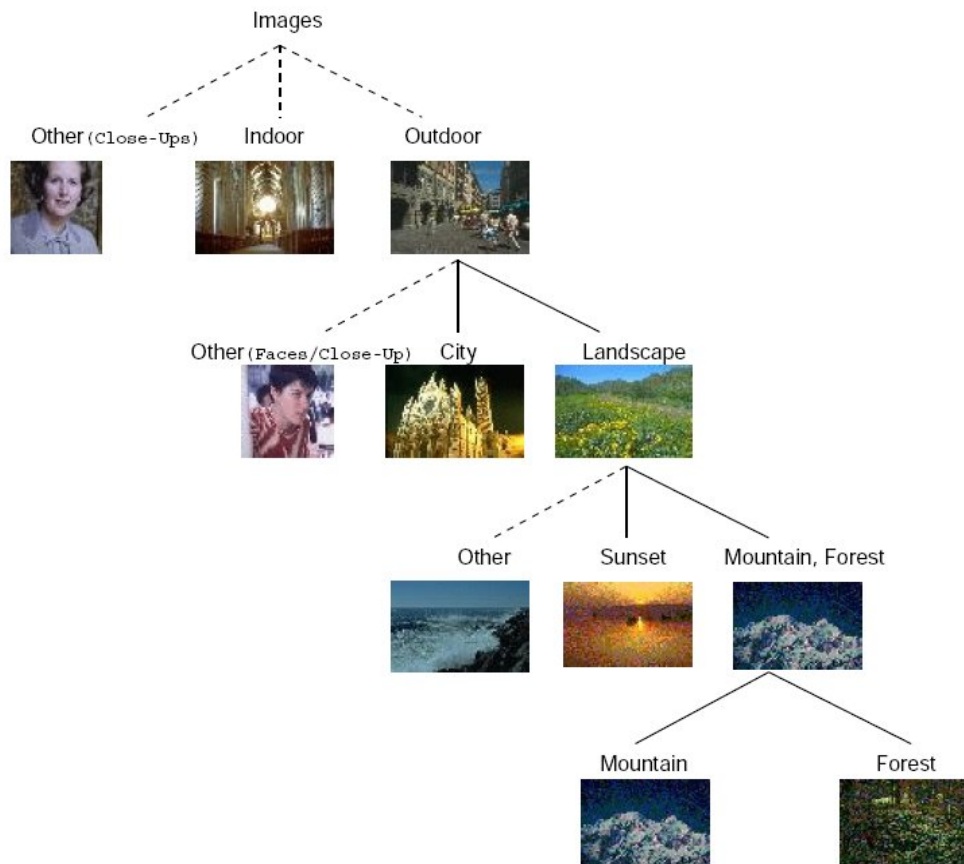 Images
Other (Close-Ups) Indoor Outdoor
Other (Faces/Close-Up) City Landscape
Other Sunset Mountain, Forest
Mountain Forest